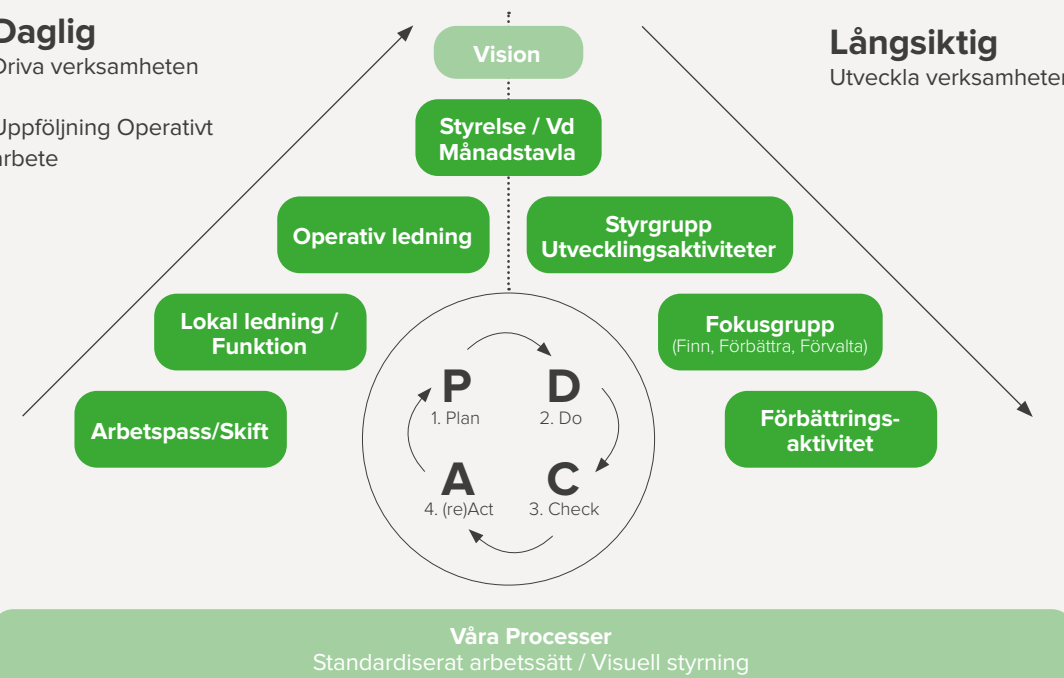 Daglig
Driva verksamheten
Uppföljning Operativt
arbete
Vision
Långsiktig
Utveckla verksamheten
Styrelse / Vd
Månadstavla
Operativ ledning
Styrgrupp
Utvecklingsaktiviteter
Lokal ledning /
Funktion
Fokusgrupp
(Finn, Förbättra, Förvalta)
Arbetspass/Skift
Förbättrings-
aktivitet
P
1. Plan
D
2. Do
A
4. (re)Act
C
3. Check
Våra Processer
Standardiserat arbetssätt / Visuell styrning